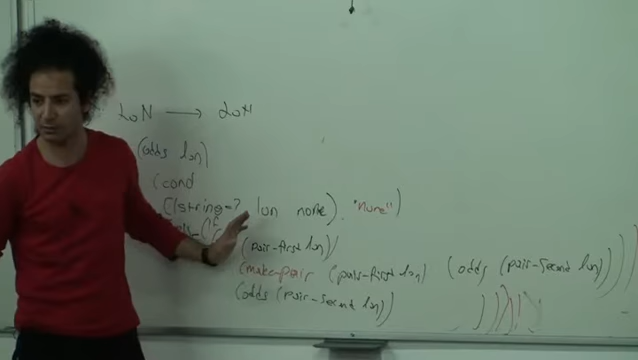 LoN → LoN
(odds lon)
(cond
[(string=? lon none) "none")
(pair-first lon)
(make-pair (pair-first lon) (odds (pair-second lon)))))
(odds (pair-second lon))